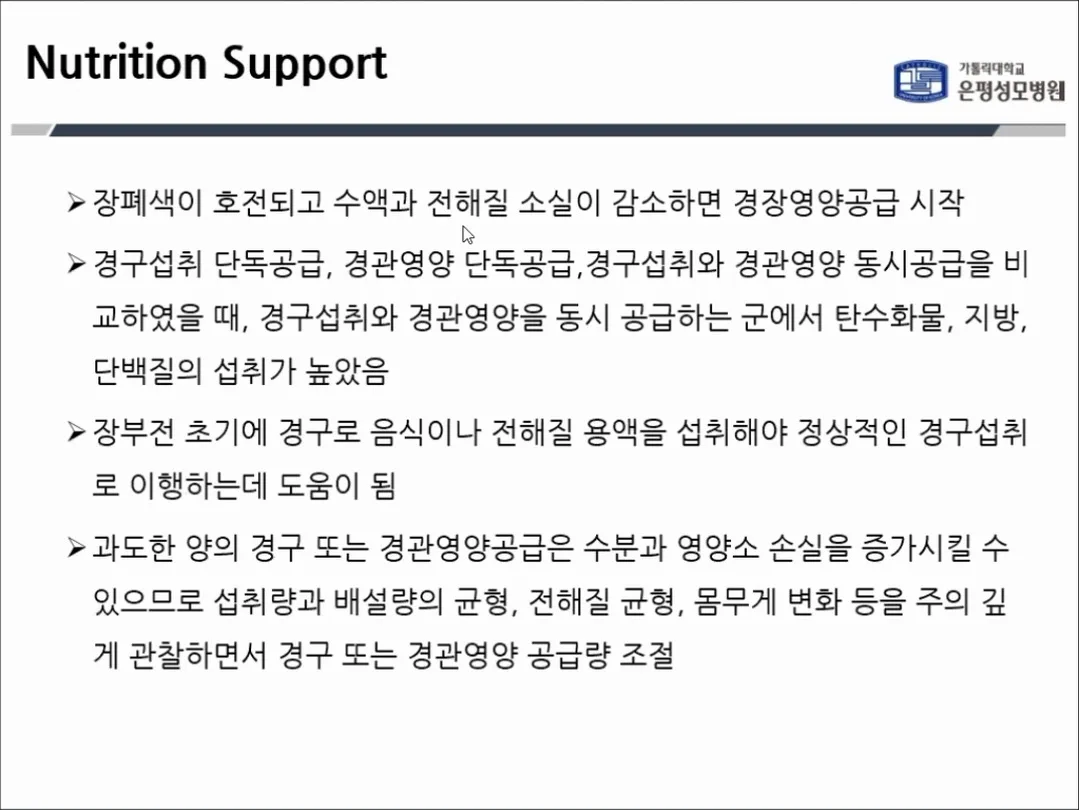 Nutrition Support
가톨릭대학교
은평성모병원
➢ 장폐색이 호전되고 수액과 전해질 소실이 감소하면 경장영양공급 시작
➢ 경구섭취 단독공급, 경관영양 단독공급,경구섭취와 경관영양 동시공급을 비
교하였을 때, 경구섭취와 경관영양을 동시 공급하는 군에서 탄수화물, 지방,
단백질의 섭취가 높았음
➢ 장부전 초기에 경구로 음식이나 전해질 용액을 섭취해야 정상적인 경구섭취
로 이행하는데 도움이 됨
➢ 과도한 양의 경구 또는 경관영양공급은 수분과 영양소 손실을 증가시킬 수
있으므로 섭취량과 배설량의 균형, 전해질 균형, 몸무게 변화 등을 주의 깊
게 관찰하면서 경구 또는 경관영양 공급량 조절